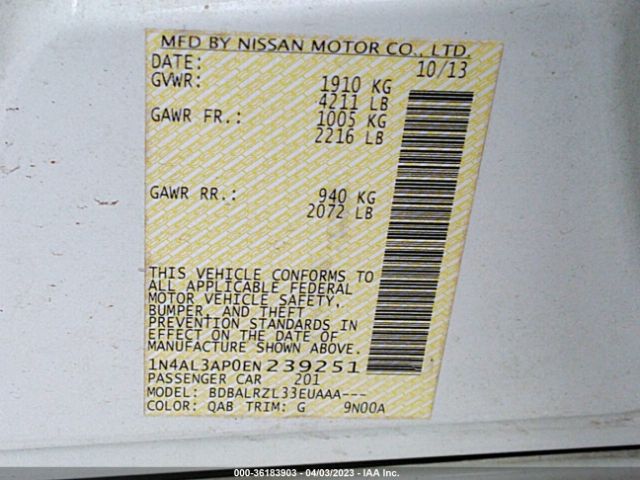 MFD BY NISSAN MOTOR CO., LTD.
DATE: 10/13
GVWR: 1910 KG
4211 LB
GAWR FR.: 1005 KG
2216 LB
GAWR RR.: 940 KG
2072 LB
THIS VEHICLE CONFORMS TO
ALL APPLICABLE FEDERAL
MOTOR VEHICLE SAFETY,
BUMPER, AND THEFT
PREVENTION STANDARDS IN
EFFECT ON THE DATE OF
MANUFACTURE SHOWN ABOVE.
1N4AL3AP0EN239251
PASSENGER CAR 201
MODEL: BDBALRZL33EUAAA---
COLOR: QAB TRIM: G 9N00A
000-36183903 - 04/03/2023 - IAA Inc.